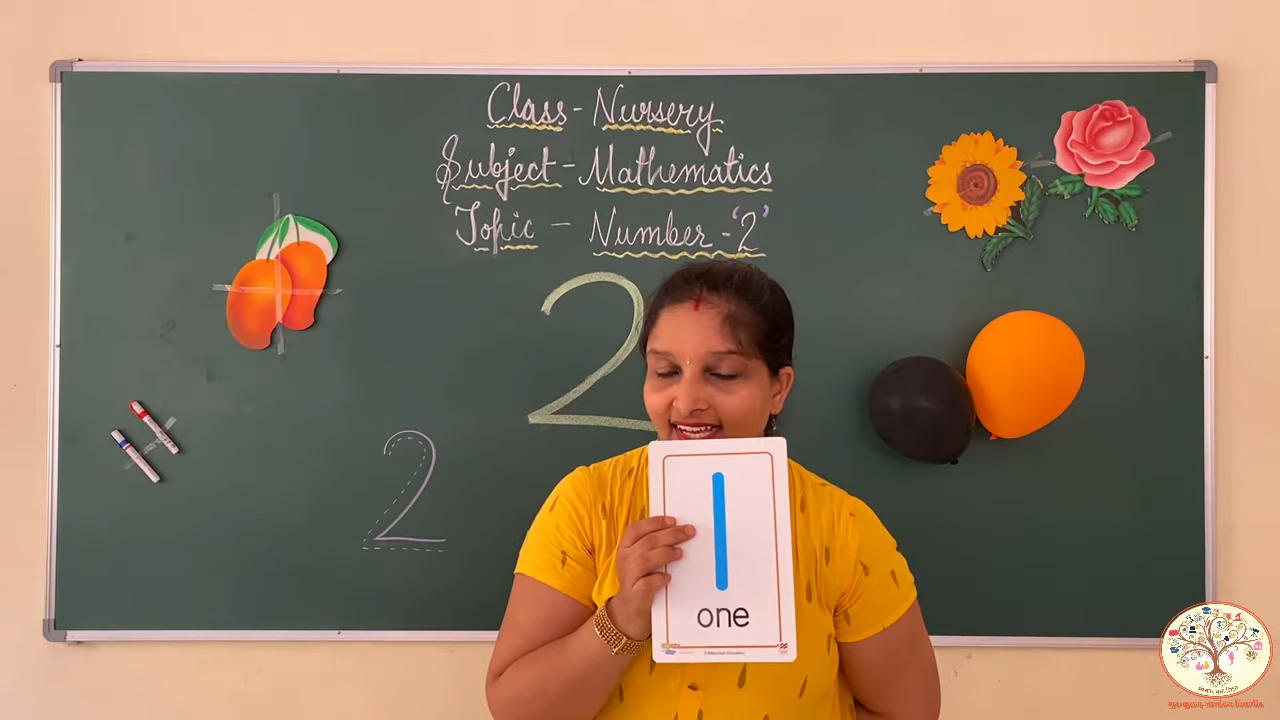 Class - Nursery
Subject - Mathematics
Topic - Number - '2'
2
2
1
one